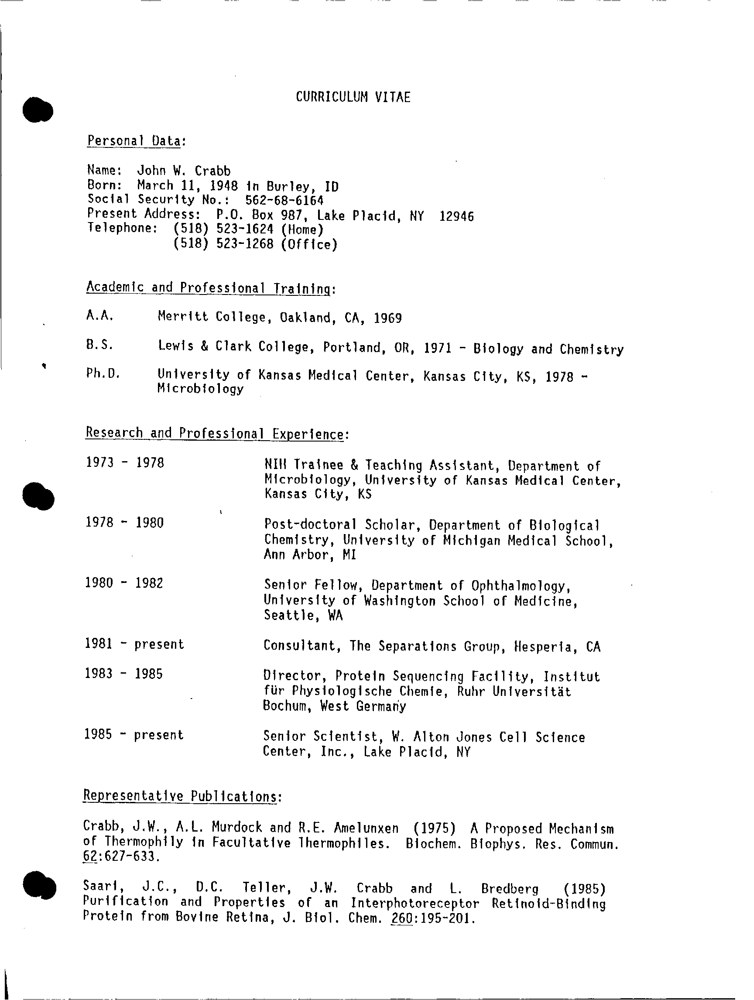 CURRICULUM VITAE
Personal Data:
Name: John W. Crabb
Born: March 11, 1948 in Burley, ID
Social Security No.: 562-68-6164
Present Address: P.O. Box 987, Lake Placid, NY 12946
Telephone: (518) 523-1624 (Home)
(518) 523-1268 (Office)
Academic and Professional Training:
A.A. Merritt College, Oakland, CA, 1969
B.S. Lewis & Clark College, Portland, OR, 1971 - Biology and Chemistry
Ph.D. University of Kansas Medical Center, Kansas City, KS, 1978 -
Microbiology
Research and Professional Experience:
1973 - 1978 NIH Trainee & Teaching Assistant, Department of
Microbiology, University of Kansas Medical Center,
Kansas City, KS
1978 - 1980 Post-doctoral Scholar, Department of Biological
Chemistry, University of Michigan Medical School,
Ann Arbor, MI
1980 - 1982 Senior Fellow, Department of Ophthalmology,
University of Washington School of Medicine,
Seattle, WA
1981 - present Consultant, The Separations Group, Hesperia, CA
1983 - 1985 Director, Protein Sequencing Facility, Institut
für Physiologische Chemie, Ruhr Universität
Bochum, West Germany
1985 - present Senior Scientist, W. Alton Jones Cell Science
Center, Inc., Lake Placid, NY
Representative Publications:
Crabb, J.W., A.L. Murdock and R.E. Amelunxen (1975) A Proposed Mechanism
of Thermophily in Facultative Thermophiles. Biochem. Biophys. Res. Commun.
62:627-633.
Saari, J.C., D.C. Teller, J.W. Crabb and L. Bredberg (1985)
Purification and Properties of an Interphotoreceptor Retinoid-Binding
Protein from Bovine Retina, J. Biol. Chem. 260:195-201.